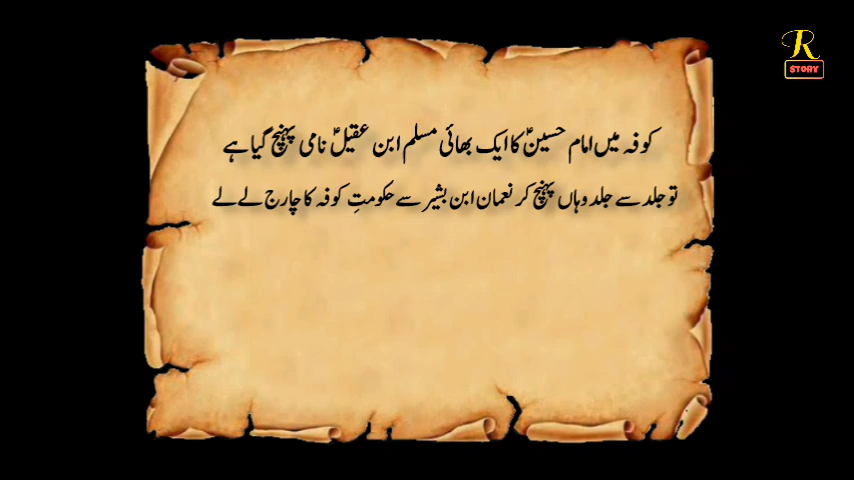 R
STORY
کوفہ میں امام حسینؑ کا ایک بھائی مسلم ابن عقیلؑ نامی پہنچ گیا ہے
تو جلد سے جلد وہاں پہنچ کر نعمان ابن بشیر سے حکومتِ کوفہ کا چارج لے لے